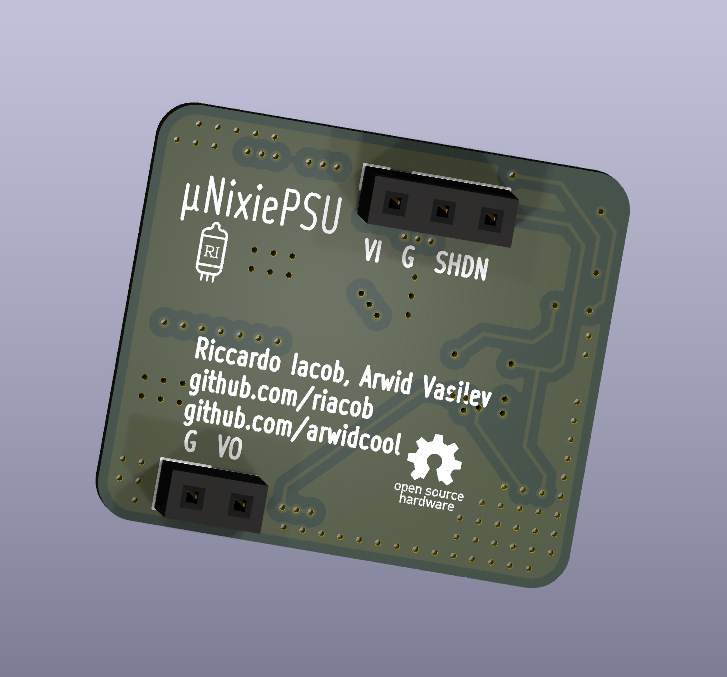 µNixiePSU
RI
VI G SHDN
Riccardo Iacob, Arwid Vasilev
github.com/riacob
github.com/arwidcool
G VO
open source
hardware